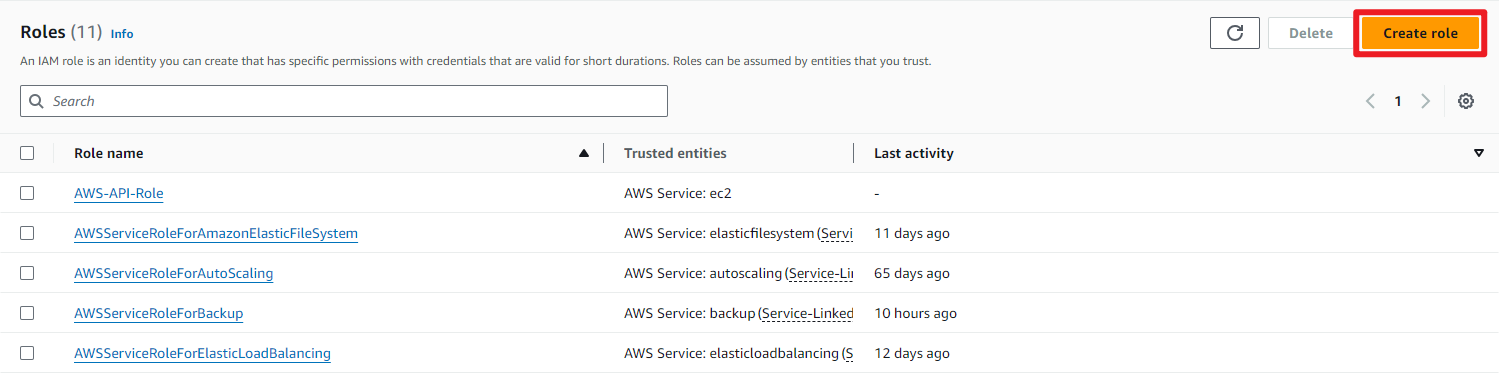 Roles (11) Info
Delete
Create role
An IAM role is an identity you can create that has specific permissions with credentials that are valid for short durations. Roles can be assumed by entities that you trust.
Search
1
Role name Trusted entities Last activity
AWS-API-Role AWS Service: ec2 -
AWSServiceRoleForAmazonElasticFileSystem AWS Service: elasticfilesystem (Servi 11 days ago
AWSServiceRoleForAutoScaling AWS Service: autoscaling (Service-Lin 65 days ago
AWSServiceRoleForBackup AWS Service: backup (Service-Linked 10 hours ago
AWSServiceRoleForElasticLoadBalancing AWS Service: elasticloadbalancing (S 12 days ago